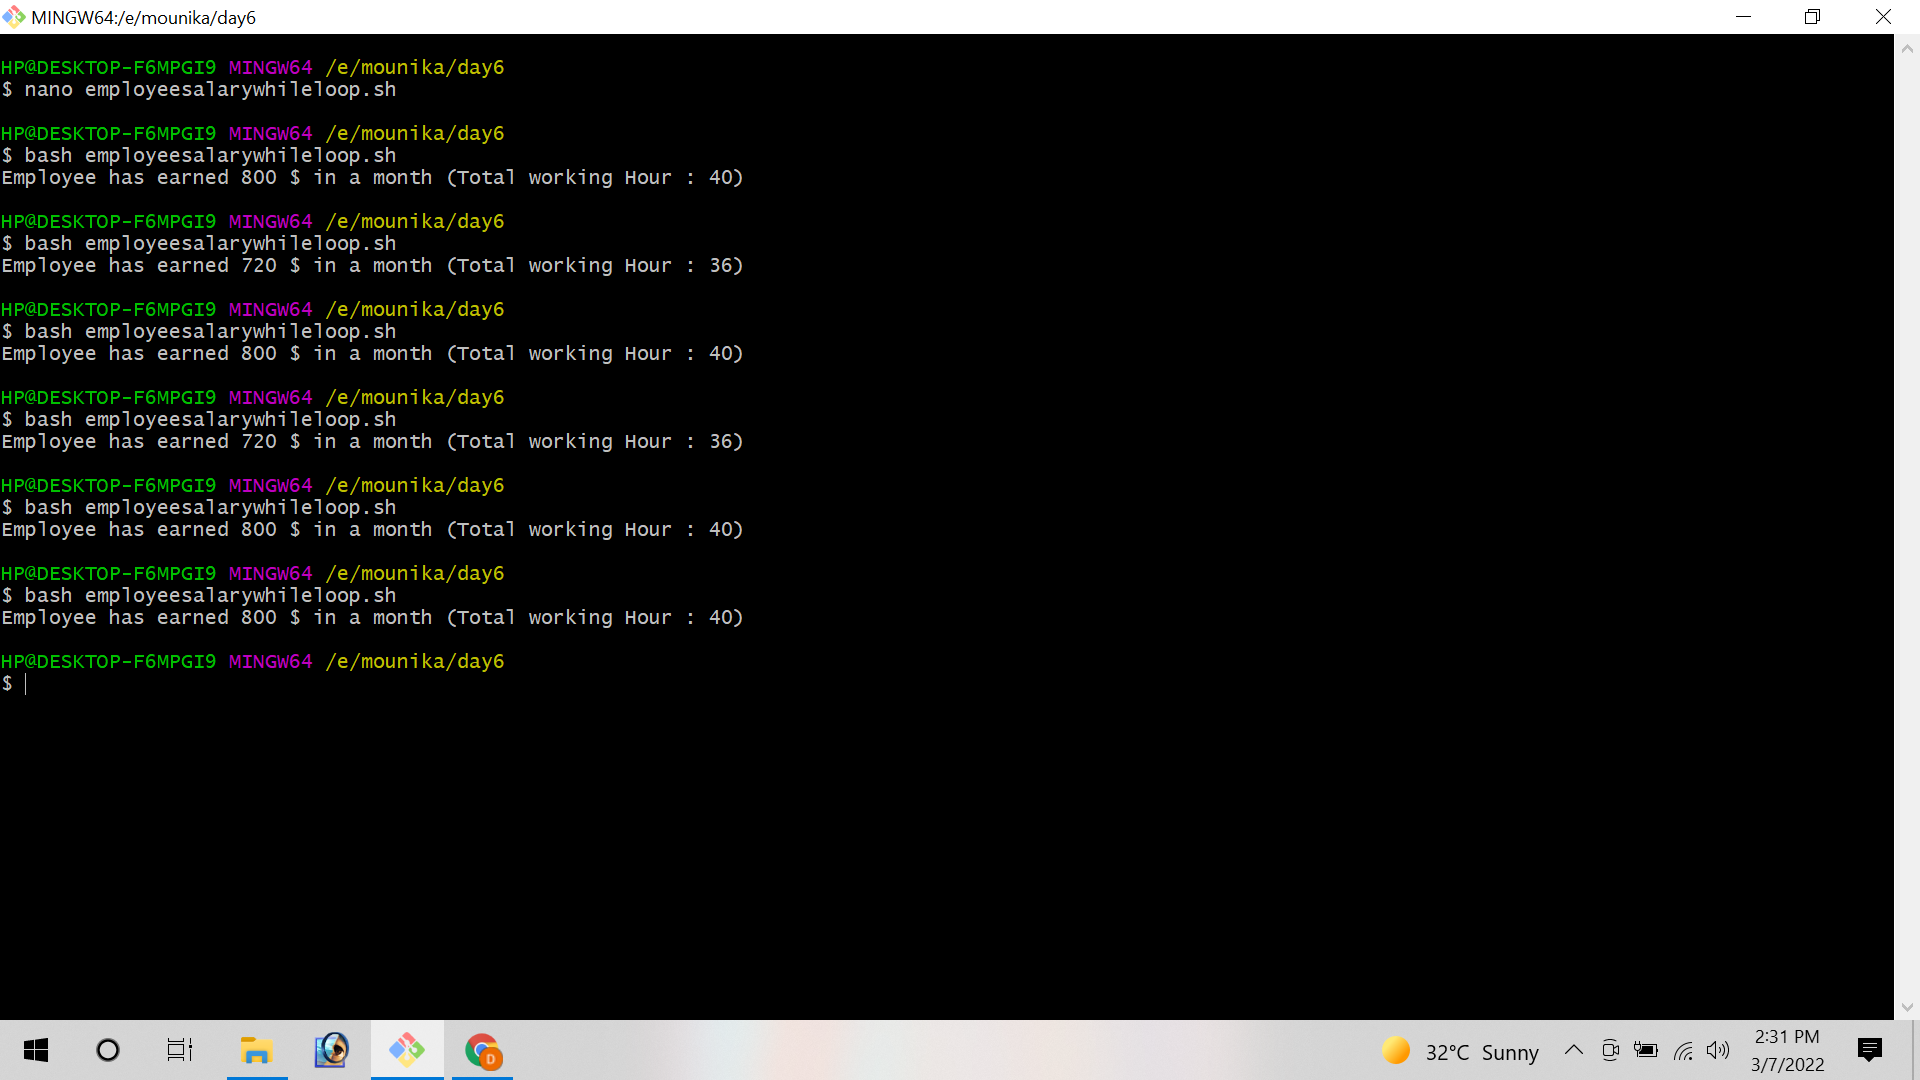 MINGW64:/e/mounika/day6
HP@DESKTOP-F6MPGI9 MINGW64 /e/mounika/day6
$ nano employeesalarywhileloop.sh
HP@DESKTOP-F6MPGI9 MINGW64 /e/mounika/day6
$ bash employeesalarywhileloop.sh
Employee has earned 800 $ in a month (Total working Hour : 40)
HP@DESKTOP-F6MPGI9 MINGW64 /e/mounika/day6
$ bash employeesalarywhileloop.sh
Employee has earned 720 $ in a month (Total working Hour : 36)
HP@DESKTOP-F6MPGI9 MINGW64 /e/mounika/day6
$ bash employeesalarywhileloop.sh
Employee has earned 800 $ in a month (Total working Hour : 40)
HP@DESKTOP-F6MPGI9 MINGW64 /e/mounika/day6
$ bash employeesalarywhileloop.sh
Employee has earned 720 $ in a month (Total working Hour : 36)
HP@DESKTOP-F6MPGI9 MINGW64 /e/mounika/day6
$ bash employeesalarywhileloop.sh
Employee has earned 800 $ in a month (Total working Hour : 40)
HP@DESKTOP-F6MPGI9 MINGW64 /e/mounika/day6
$ bash employeesalarywhileloop.sh
Employee has earned 800 $ in a month (Total working Hour : 40)
HP@DESKTOP-F6MPGI9 MINGW64 /e/mounika/day6
$
D
32°C Sunny
2:31 PM
3/7/2022